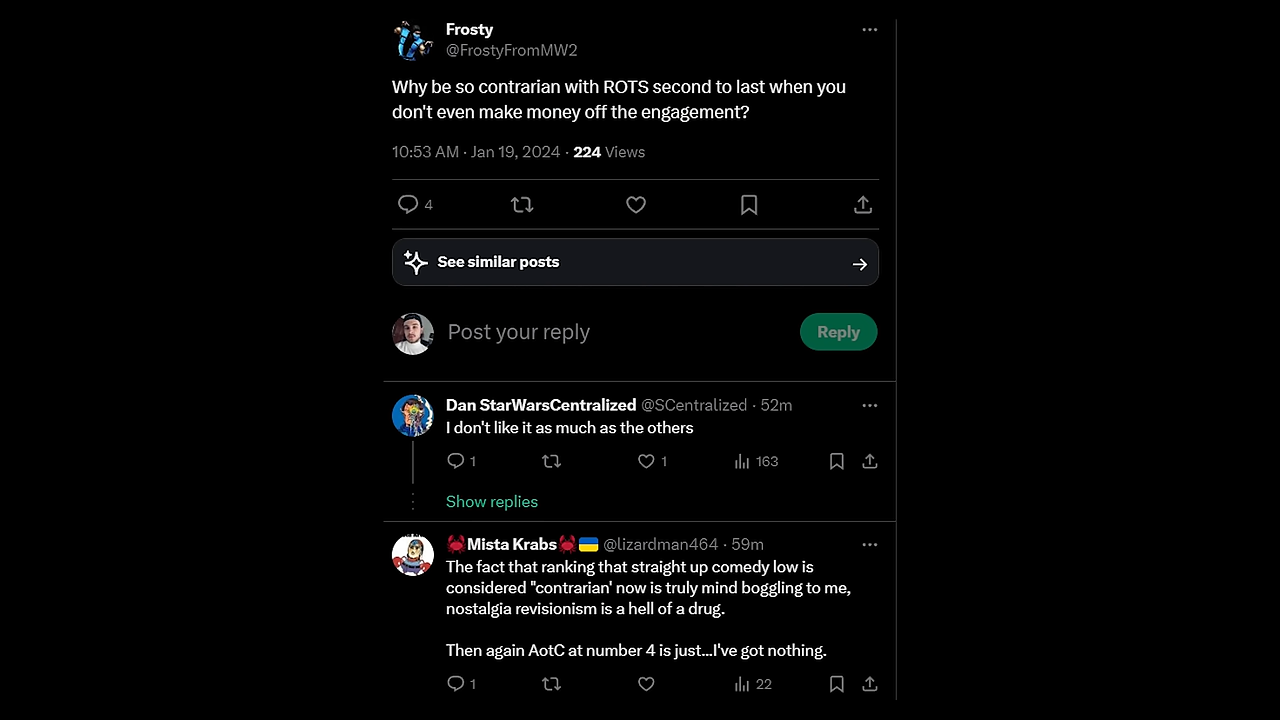 Frosty
@FrostyFromMW2
Why be so contrarian with ROTS second to last when you
don't even make money off the engagement?
10:53 AM · Jan 19, 2024 · 224 Views
4
See similar posts
Post your reply
Reply
Dan StarWarsCentralized @SCentralized · 52m
I don't like it as much as the others
1 1 163
Show replies
🦀Mista Krabs🦀🇺🇦 @lizardman464 · 59m
The fact that ranking that straight up comedy low is
considered "contrarian' now is truly mind boggling to me,
nostalgia revisionism is a hell of a drug.
Then again AotC at number 4 is just...I've got nothing.
1 22